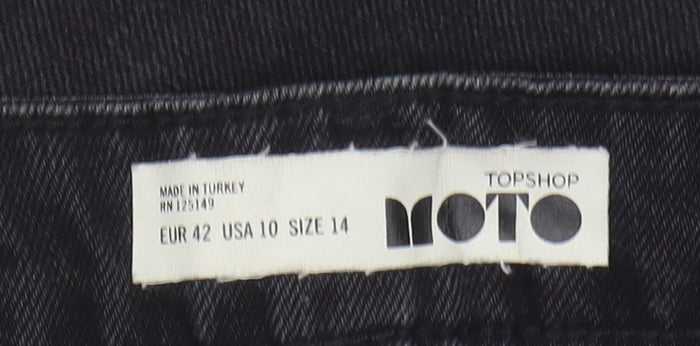 MADE IN TURKEY
RN 125149
EUR 42 USA 10 SIZE 14
TOPSHOP
MOTO